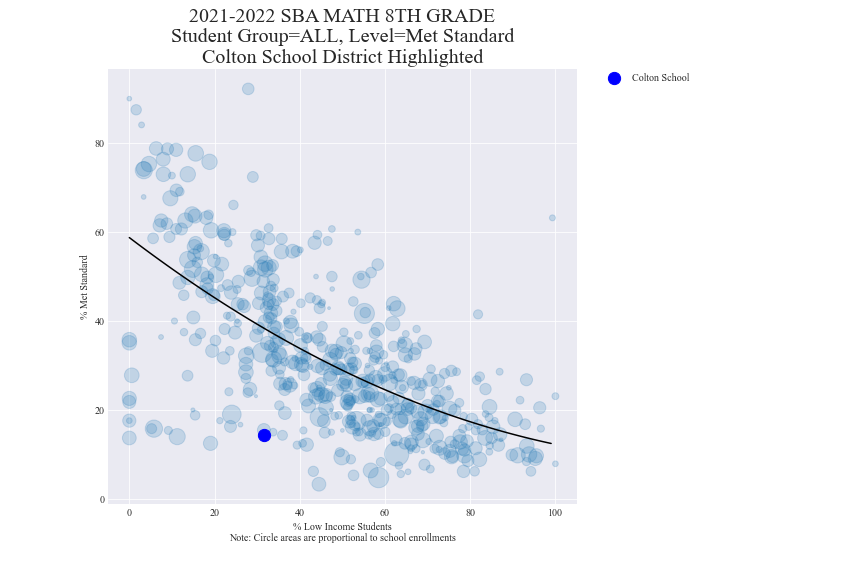 2021-2022 SBA MATH 8TH GRADE
Student Group=ALL, Level=Met Standard
Colton School District Highlighted
Colton School
80
60
40
20
0
% Met Standard
0 20 40 60 80 100
% Low Income Students
Note: Circle areas are proportional to school enrollments